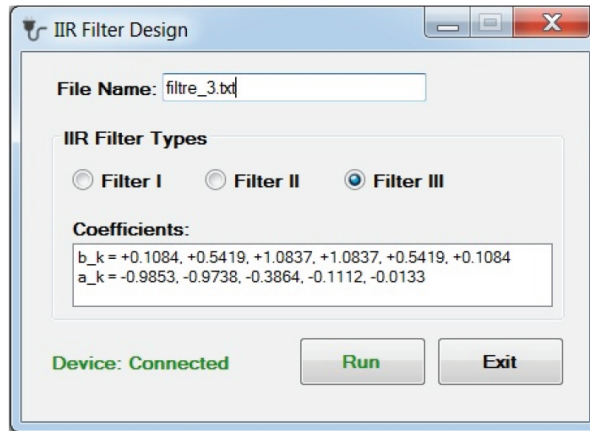 IIR Filter Design
File Name: filtre_3.txt
IIR Filter Types
Filter I Filter II Filter III
Coefficients:
b_k = +0.1084, +0.5419, +1.0837, +1.0837, +0.5419, +0.1084
a_k = -0.9853, -0.9738, -0.3864, -0.1112, -0.0133
Device: Connected Run Exit